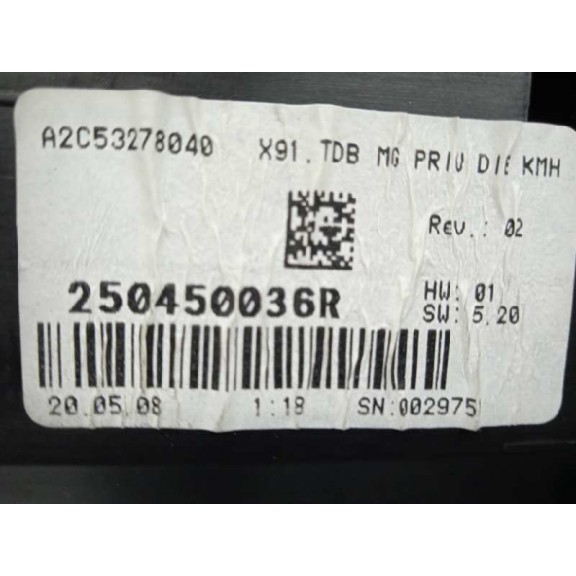 A2C53278040 X91.TDB MG PRIV DIE KMH
Rev.: 02
250450036R
HW: 01
SW: 5.20
20.05.08 1:18 SN:002975